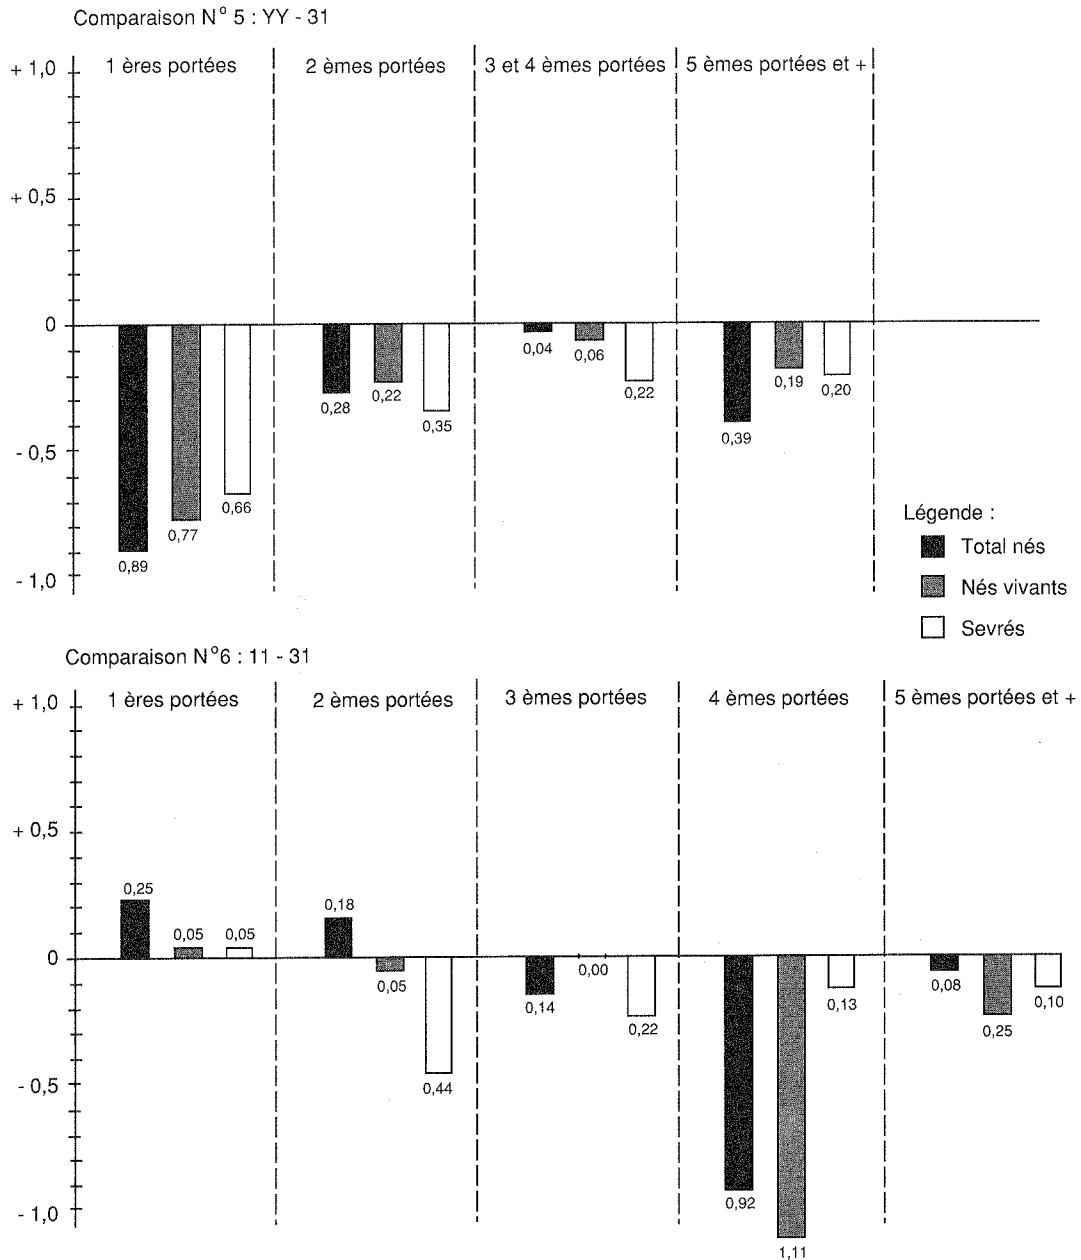 Comparaison N° 5 : YY - 31
1 ères portées 2 èmes portées 3 et 4 èmes portées 5 èmes portées et +
+ 1,0
+ 0,5
0
- 0,5
- 1,0
0,89 0,77 0,66
0,28 0,22 0,35
0,04 0,06 0,22
0,39 0,19 0,20
Légende :
Total nés
Nés vivants
Sevrés
Comparaison N°6 : 11 - 31
1 ères portées 2 èmes portées 3 èmes portées 4 èmes portées 5 èmes portées et +
+ 1,0
+ 0,5
0
- 0,5
- 1,0
0,25 0,05 0,05
0,18 0,05 0,44
0,14 0,00 0,22
0,92 1,11 0,13
0,08 0,25 0,10